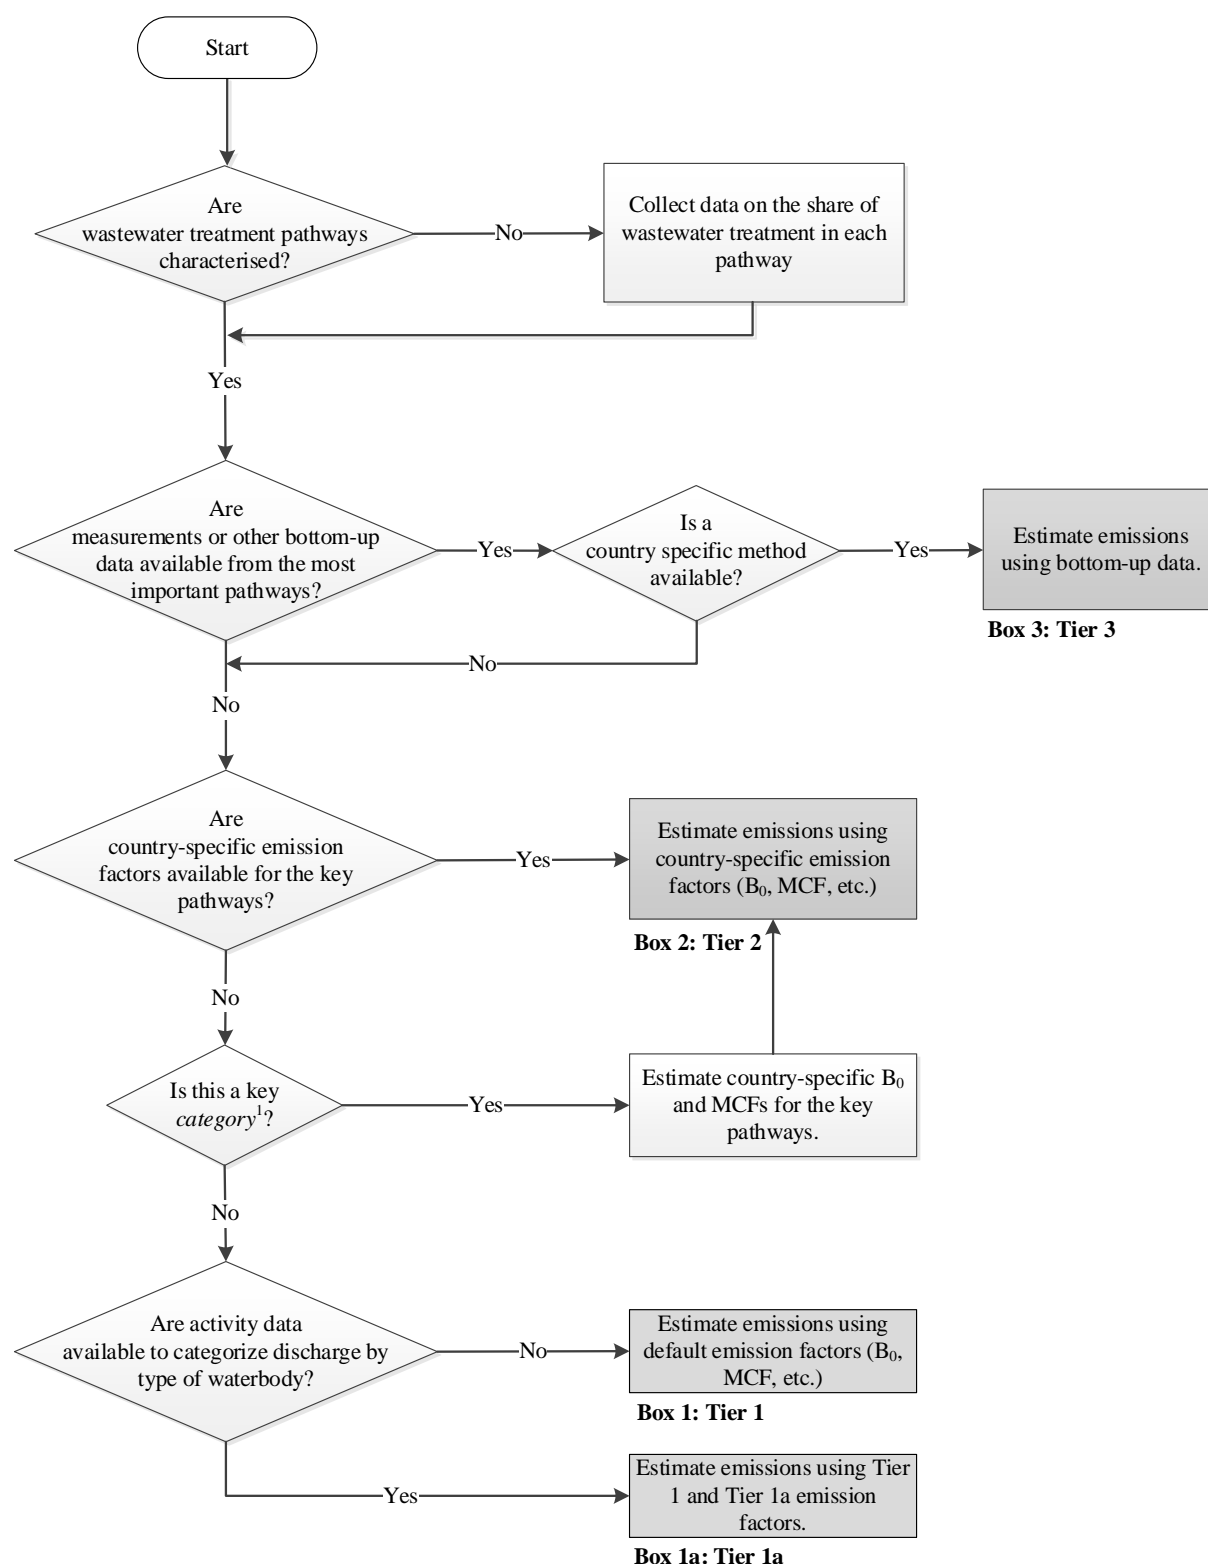 Start
Are
wastewater treatment pathways
characterised?
No
Collect data on the share of
wastewater treatment in each
pathway
Yes
Are
measurements or other bottom-up
data available from the most
important pathways?
Yes
Is a
country specific method
available?
Yes
Estimate emissions
using bottom-up data.
Box 3: Tier 3
No
No
Are
country-specific emission
factors available for the key
pathways?
Yes
Estimate emissions using
country-specific emission
factors (B₀, MCF, etc.)
Box 2: Tier 2
No
Is this a key
category¹?
Yes
Estimate country-specific B₀
and MCFs for the key
pathways.
No
Are activity data
available to categorize discharge by
type of waterbody?
No
Estimate emissions using
default emission factors (B₀,
MCF, etc.)
Box 1: Tier 1
Yes
Estimate emissions using Tier
1 and Tier 1a emission
factors.
Box 1a: Tier 1a